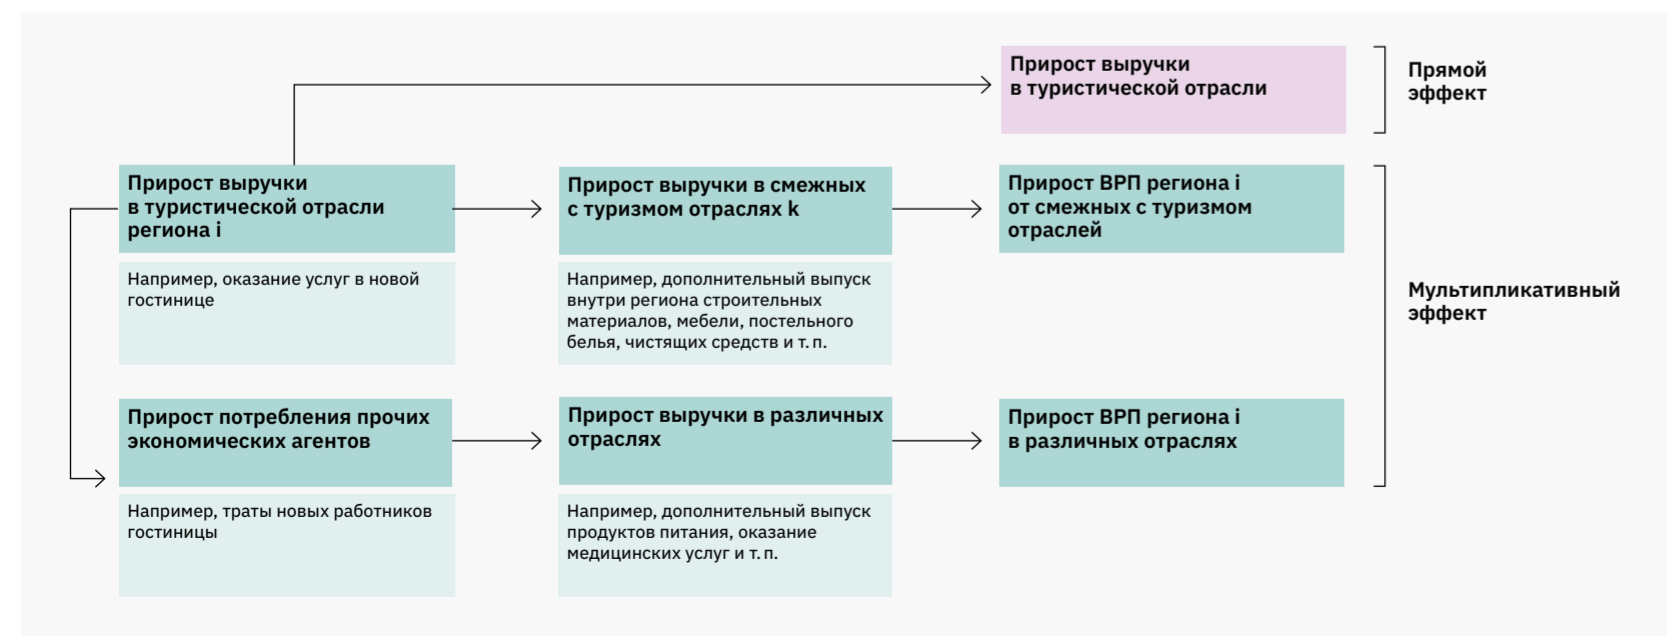 Прирост выручки
в туристической отрасли
Прямой
эффект
Прирост выручки
в туристической отрасли
региона i
Прирост выручки в смежных
с туризмом отраслях k
Прирост ВРП региона i
от смежных с туризмом
отраслей
Например, оказание услуг в новой
гостинице
Например, дополнительный выпуск
внутри региона строительных
материалов, мебели, постельного
белья, чистящих средств и т. п.
Мультипликативный
эффект
Прирост потребления прочих
экономических агентов
Прирост выручки в различных
отраслях
Прирост ВРП региона i
в различных отраслях
Например, траты новых работников
гостиницы
Например, дополнительный выпуск
продуктов питания, оказание
медицинских услуг и т. п.